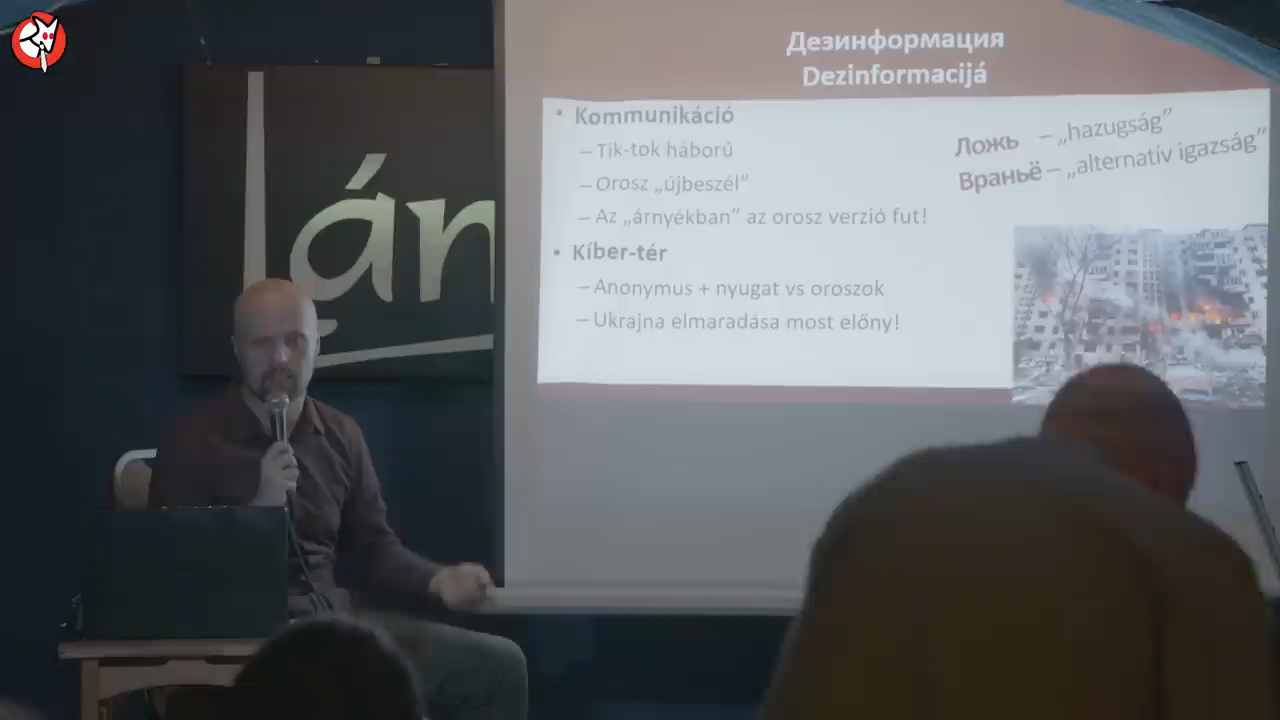 án
Дезинформация
Dezinformacijá
• Kommunikáció
– Tik-tok háború
– Orosz „újbeszél”
– Az „árnyékban” az orosz verzió fut!
• Kíber-tér
– Anonymus + nyugat vs oroszok
– Ukrajna elmaradása most előny!
Ложь – „hazugság”
Враньё – „alternatív igazság”